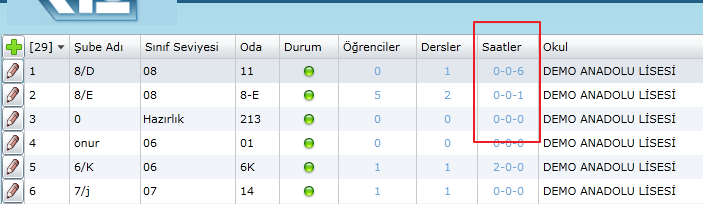 [29] Şube Adı Sınıf Seviyesi Oda Durum Öğrenciler Dersler Saatler Okul
1 8/D 08 11 0 1 0-0-6 DEMO ANADOLU LİSESİ
2 8/E 08 8-E 5 2 0-0-1 DEMO ANADOLU LİSESİ
3 0 Hazırlık 213 0 0 0-0-0 DEMO ANADOLU LİSESİ
4 onur 06 01 0 0 0-0-0 DEMO ANADOLU LİSESİ
5 6/K 06 6K 1 1 2-0-0 DEMO ANADOLU LİSESİ
6 7/j 07 14 1 1 0-0-0 DEMO ANADOLU LİSESİ